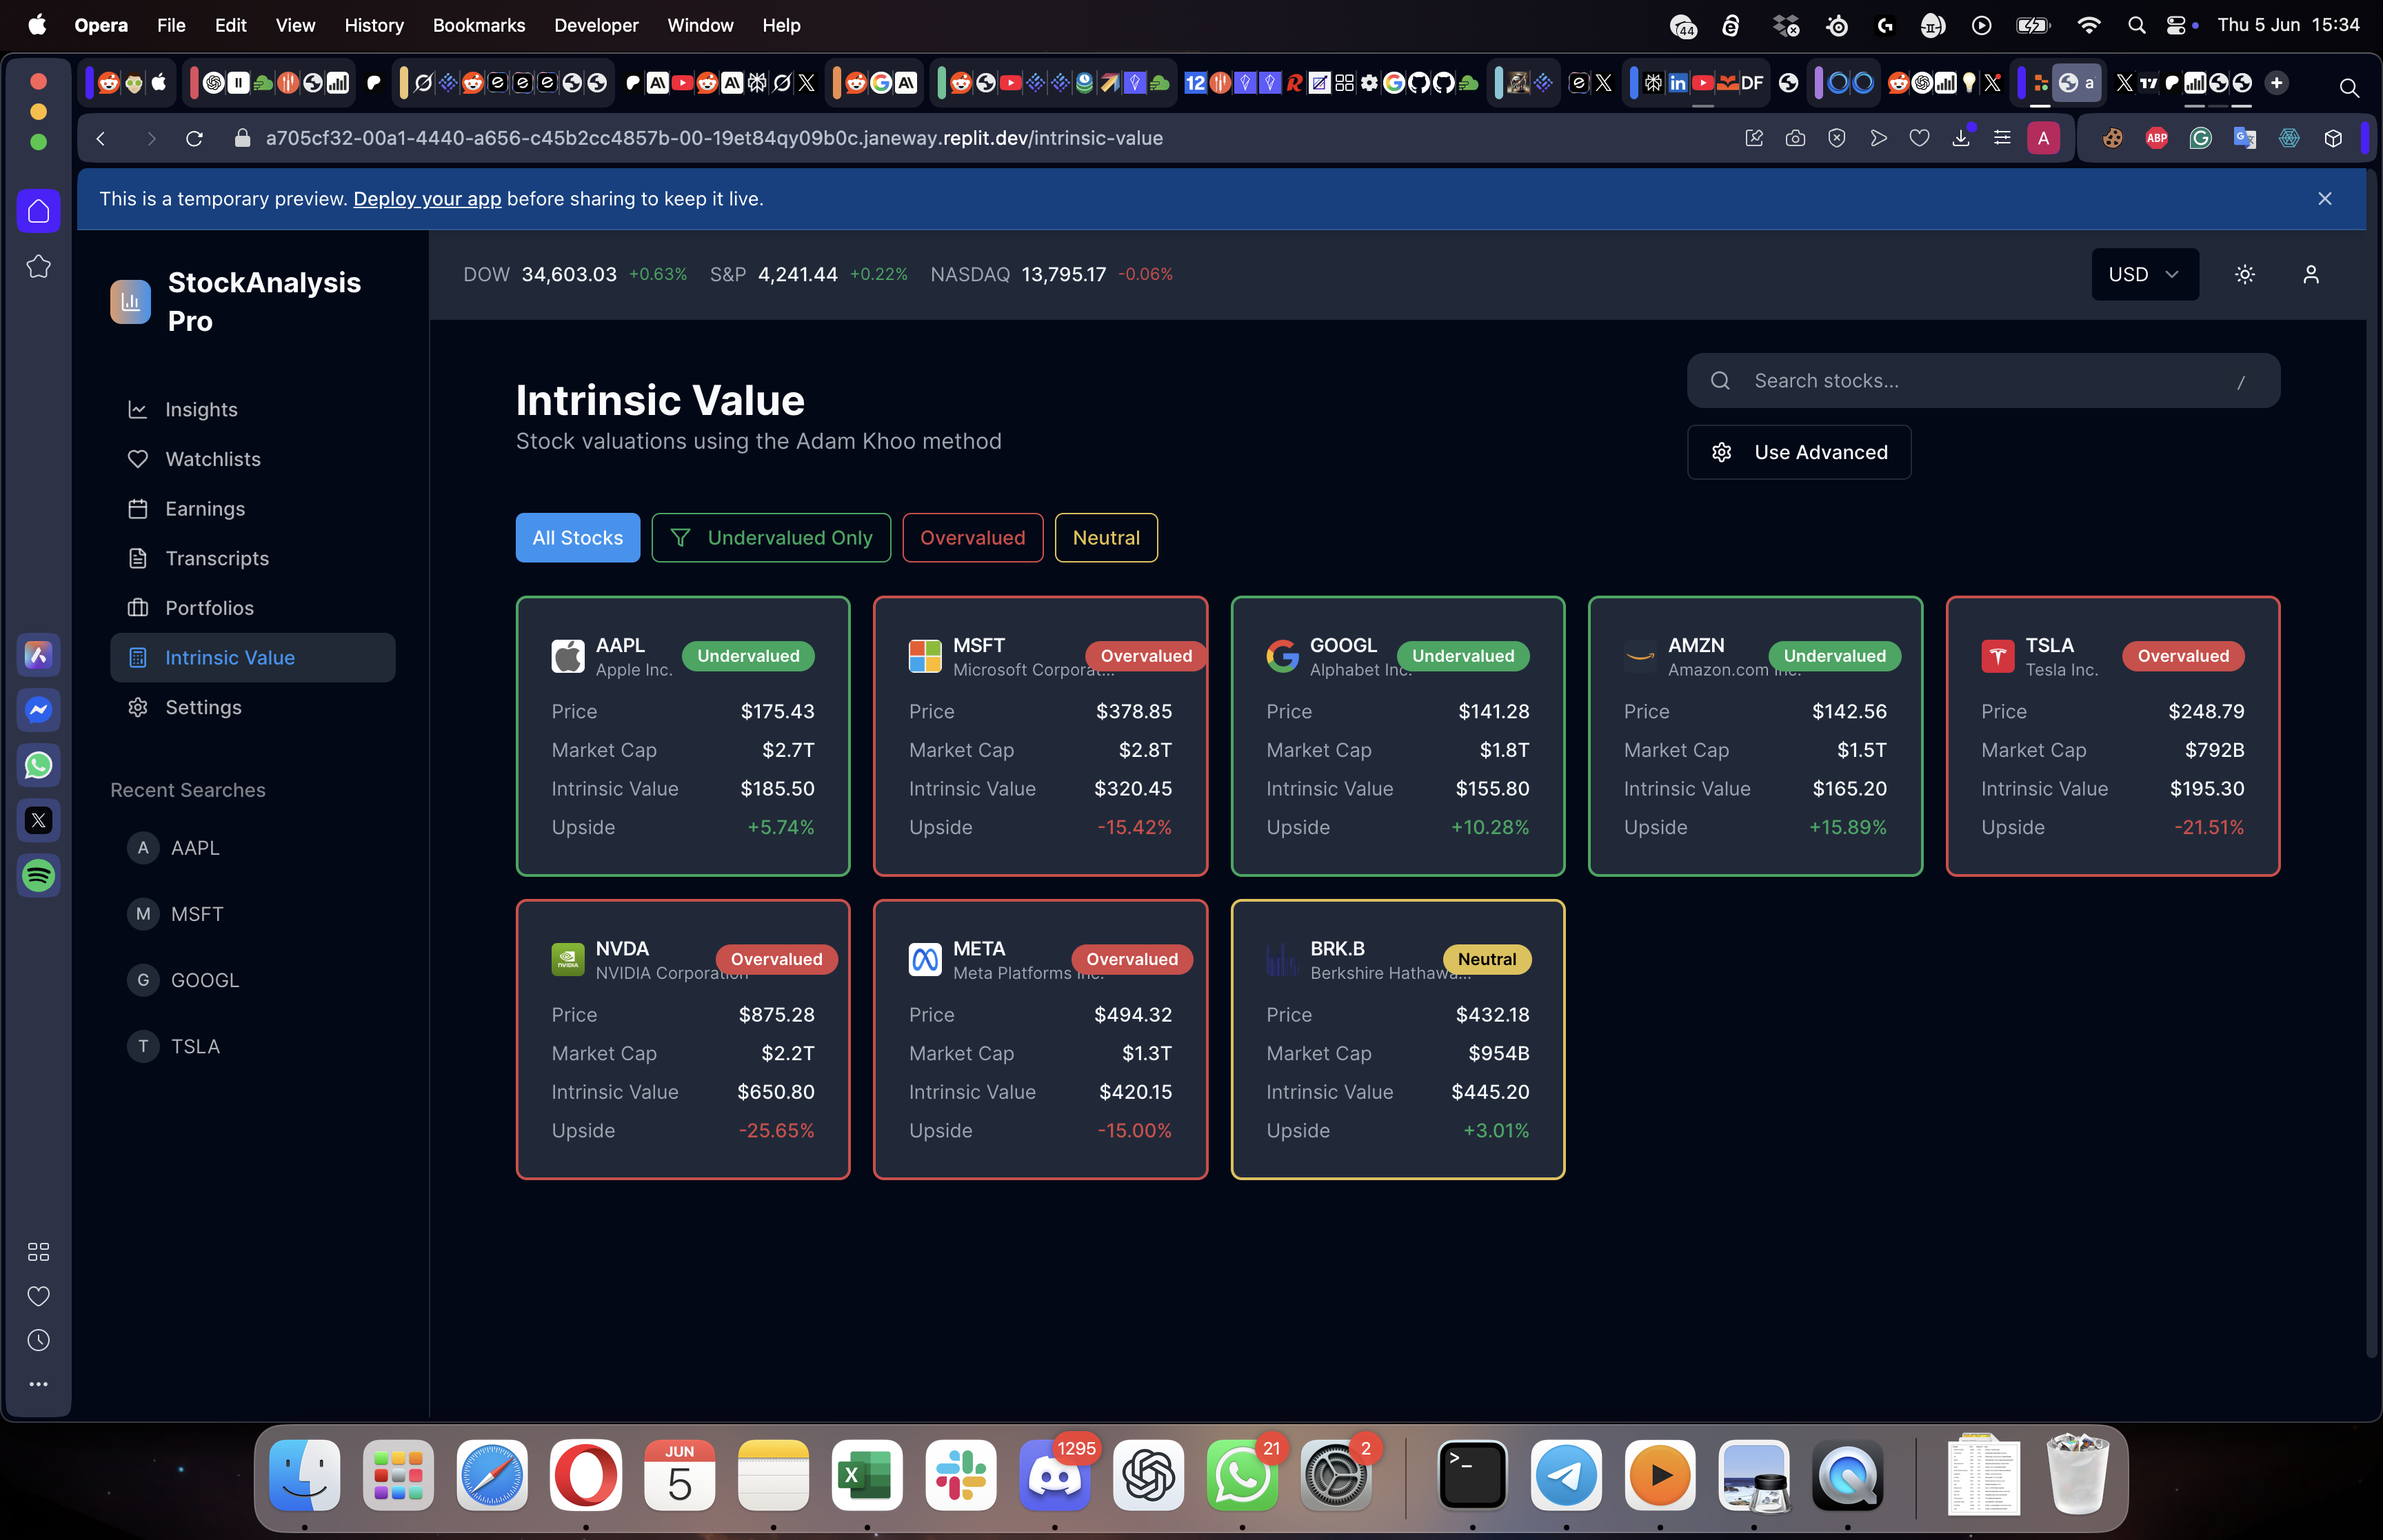 Opera File Edit View History Bookmarks Developer Window Help
44
Thu 5 Jun 15:34
12
DF
a
a705cf32-00a1-4440-a656-c45b2cc4857b-00-19et84qy09b0c.janeway.replit.dev/intrinsic-value
A
ABP
This is a temporary preview. Deploy your app before sharing to keep it live.
StockAnalysis
Pro
DOW 34,603.03 +0.63% S&P 4,241.44 +0.22% NASDAQ 13,795.17 -0.06%
USD
Insights
Watchlists
Earnings
Transcripts
Portfolios
Intrinsic Value
Settings
Recent Searches
A AAPL
M MSFT
G GOOGL
T TSLA
Intrinsic Value
Stock valuations using the Adam Khoo method
Search stocks... /
Use Advanced
All Stocks Undervalued Only Overvalued Neutral
AAPL
Apple Inc.
Undervalued
Price $175.43
Market Cap $2.7T
Intrinsic Value $185.50
Upside +5.74%
MSFT
Microsoft Corporat...
Overvalued
Price $378.85
Market Cap $2.8T
Intrinsic Value $320.45
Upside -15.42%
GOOGL
Alphabet Inc.
Undervalued
Price $141.28
Market Cap $1.8T
Intrinsic Value $155.80
Upside +10.28%
AMZN
Amazon.com Inc.
Undervalued
Price $142.56
Market Cap $1.5T
Intrinsic Value $165.20
Upside +15.89%
TSLA
Tesla Inc.
Overvalued
Price $248.79
Market Cap $792B
Intrinsic Value $195.30
Upside -21.51%
NVDA
NVIDIA Corporation
Overvalued
Price $875.28
Market Cap $2.2T
Intrinsic Value $650.80
Upside -25.65%
META
Meta Platforms Inc.
Overvalued
Price $494.32
Market Cap $1.3T
Intrinsic Value $420.15
Upside -15.00%
BRK.B
Berkshire Hathawa...
Neutral
Price $432.18
Market Cap $954B
Intrinsic Value $445.20
Upside +3.01%
JUN
5
1295
21
2